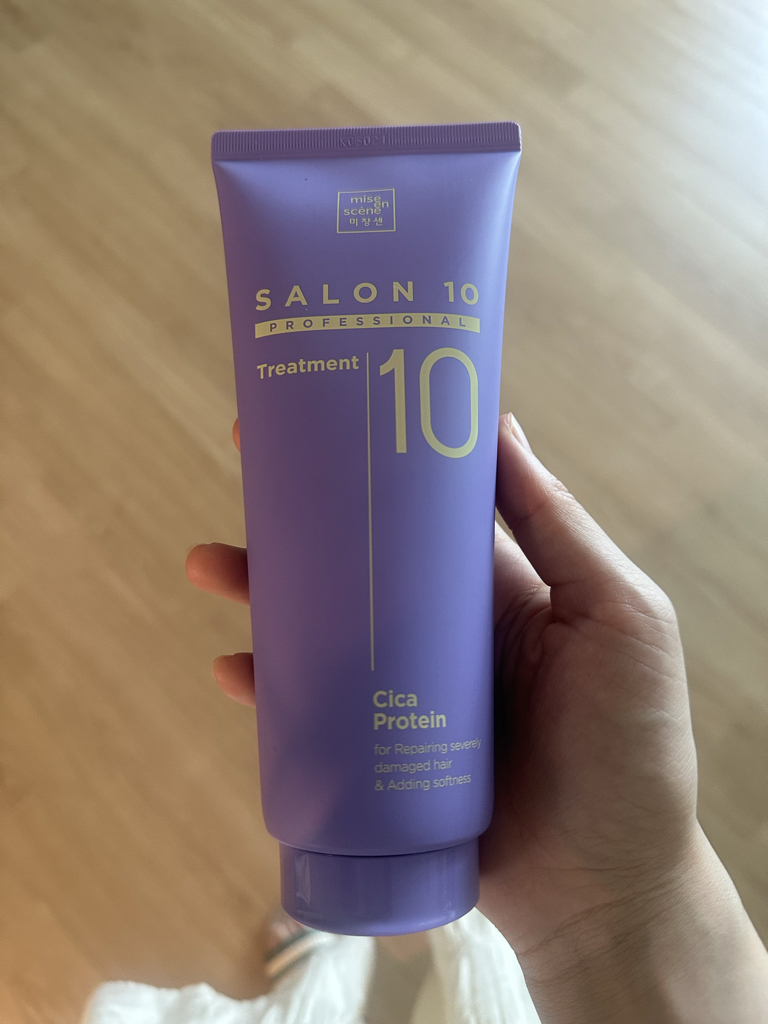 mise
en
scène
미쟝센
SALON 10
PROFESSIONAL
Treatment
10
Cica
Protein
for Repairing severely
damaged hair
& Adding softness